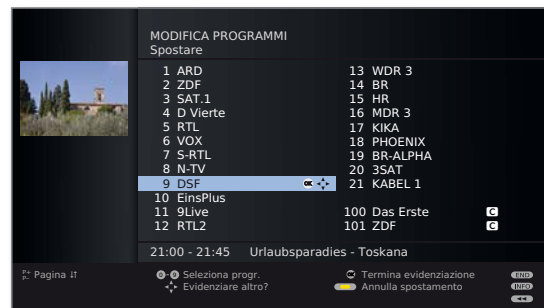 MODIFICA PROGRAMMI
Spostare
1 ARD
2 ZDF
3 SAT.1
4 D Vierte
5 RTL
6 VOX
7 S-RTL
8 N-TV
9 DSF OK
10 EinsPlus
11 9Live
12 RTL2
13 WDR 3
14 BR
15 HR
16 MDR 3
17 KIKA
18 PHOENIX
19 BR-ALPHA
20 3SAT
21 KABEL 1
100 Das Erste C
101 ZDF C
21:00 - 21:45 Urlaubsparadies - Toskana
P+ P- Pagina
0-9 Seleziona progr.
Evidenziare altro?
OK Termina evidenziazione
Annulla spostamento
END
INFO